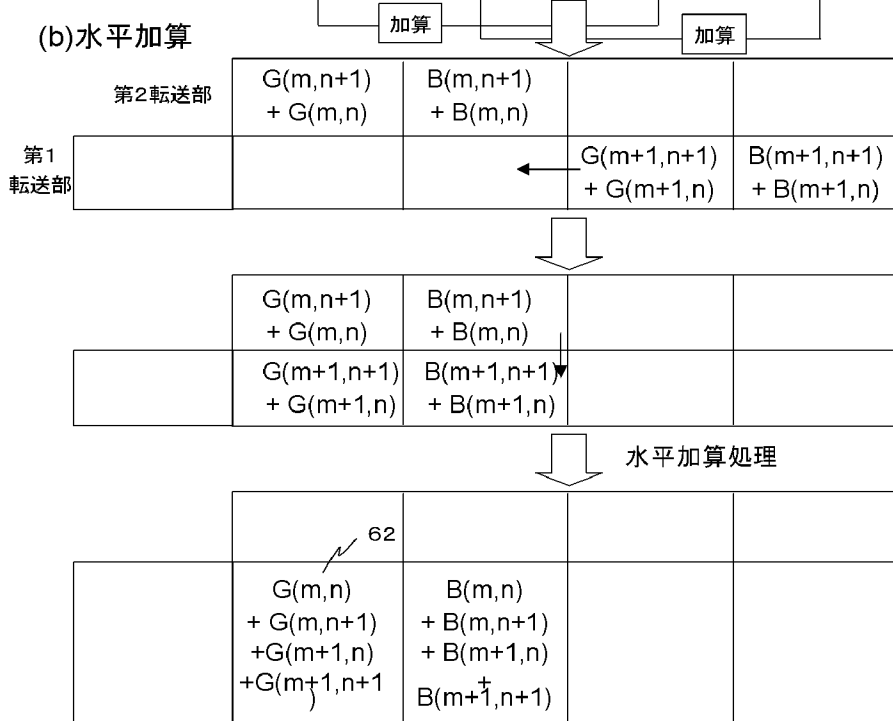 加算
加算
(b)水平加算
第2転送部
G(m,n+1)
+ G(m,n)
B(m,n+1)
+ B(m,n)
第1
転送部
G(m+1,n+1)
+ G(m+1,n)
B(m+1,n+1)
+ B(m+1,n)
G(m,n+1)
+ G(m,n)
B(m,n+1)
+ B(m,n)
G(m+1,n+1)
+ G(m+1,n)
B(m+1,n+1)
+ B(m+1,n)
水平加算処理
62
G(m,n)
+ G(m,n+1)
+G(m+1,n)
+G(m+1,n+1
)
B(m,n)
+ B(m,n+1)
+ B(m+1,n)
+
B(m+1,n+1)